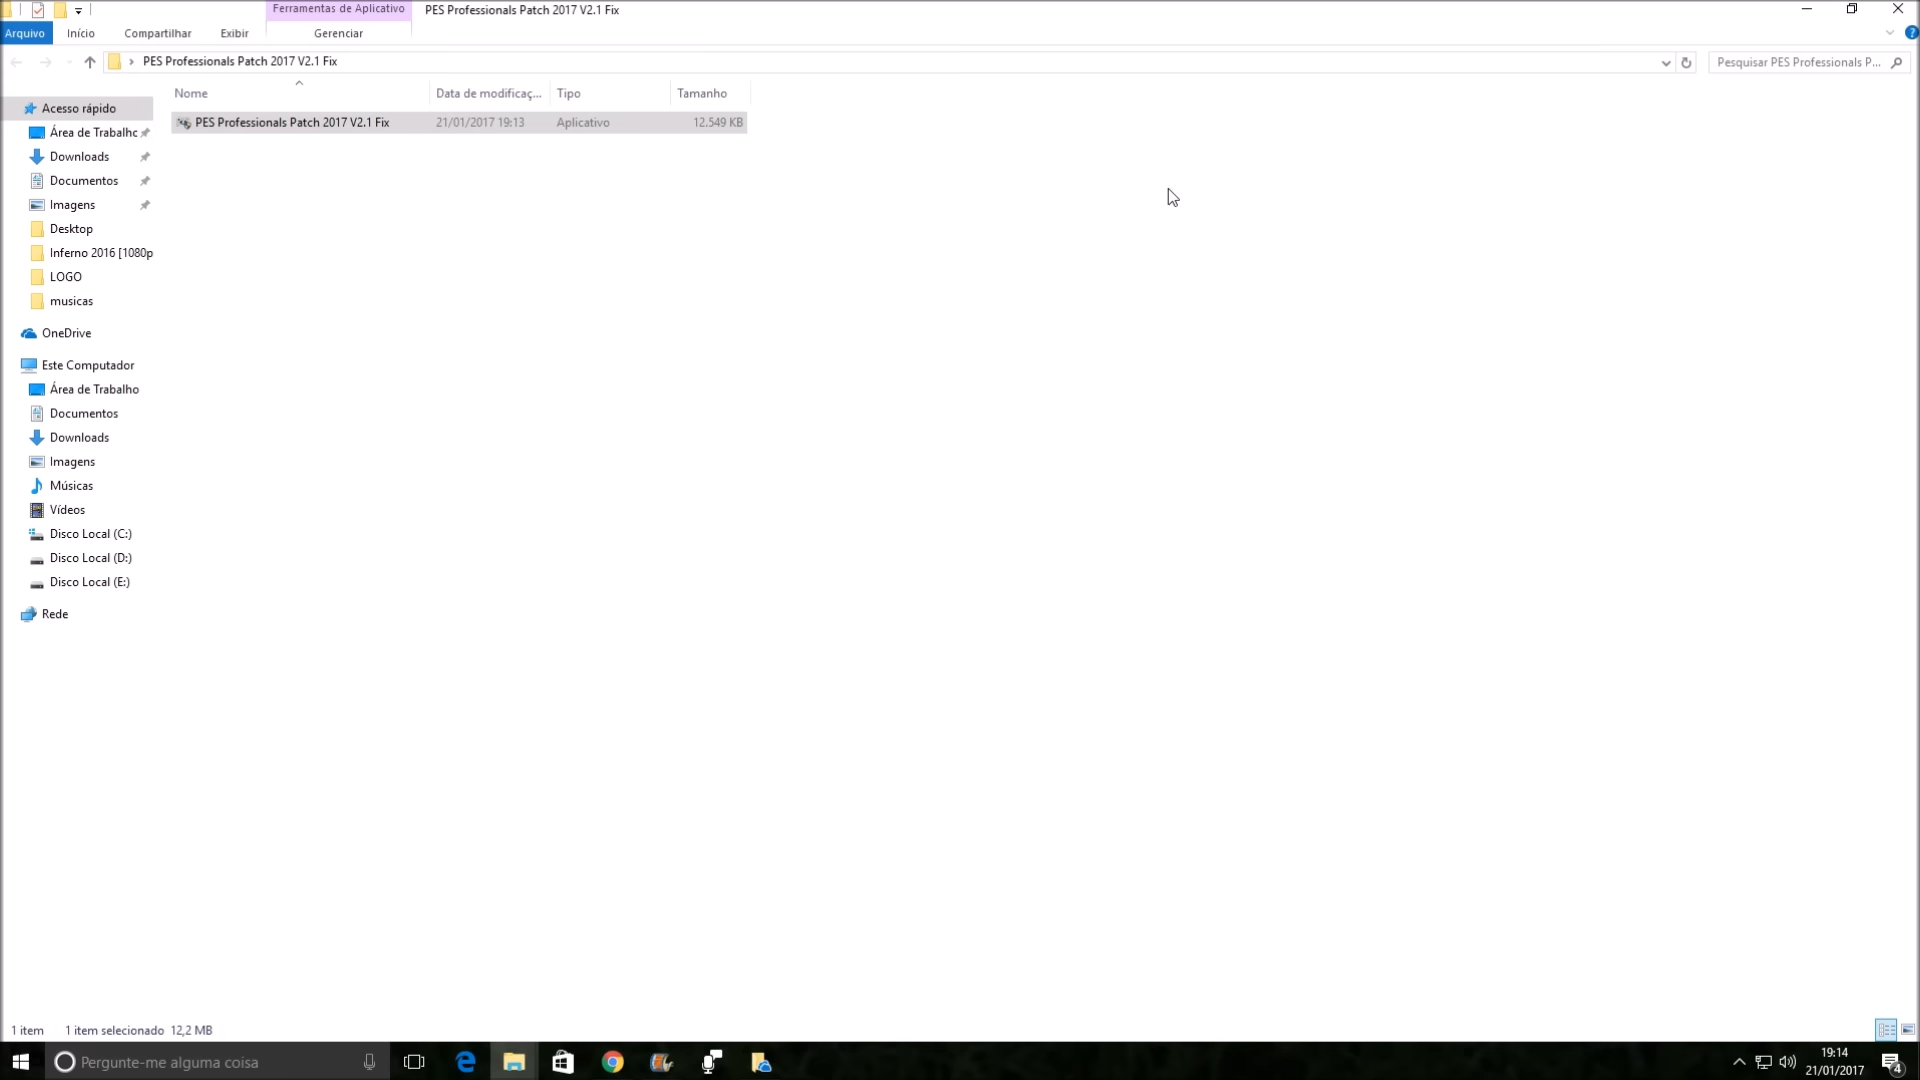 Ferramentas de Aplicativo
PES Professionals Patch 2017 V2.1 Fix
Arquivo
Início
Compartilhar
Exibir
Gerenciar
PES Professionals Patch 2017 V2.1 Fix
Pesquisar PES Professionals P...
Nome
Data de modificaç...
Tipo
Tamanho
PES Professionals Patch 2017 V2.1 Fix
21/01/2017 19:13
Aplicativo
12.549 KB
Acesso rápido
Área de Trabalhc
Downloads
Documentos
Imagens
Desktop
Inferno 2016 [1080p
LOGO
musicas
OneDrive
Este Computador
Área de Trabalho
Documentos
Downloads
Imagens
Músicas
Vídeos
Disco Local (C:)
Disco Local (D:)
Disco Local (E:)
Rede
1 item
1 item selecionado 12,2 MB
Pergunte-me alguma coisa
19:14
21/01/2017
4